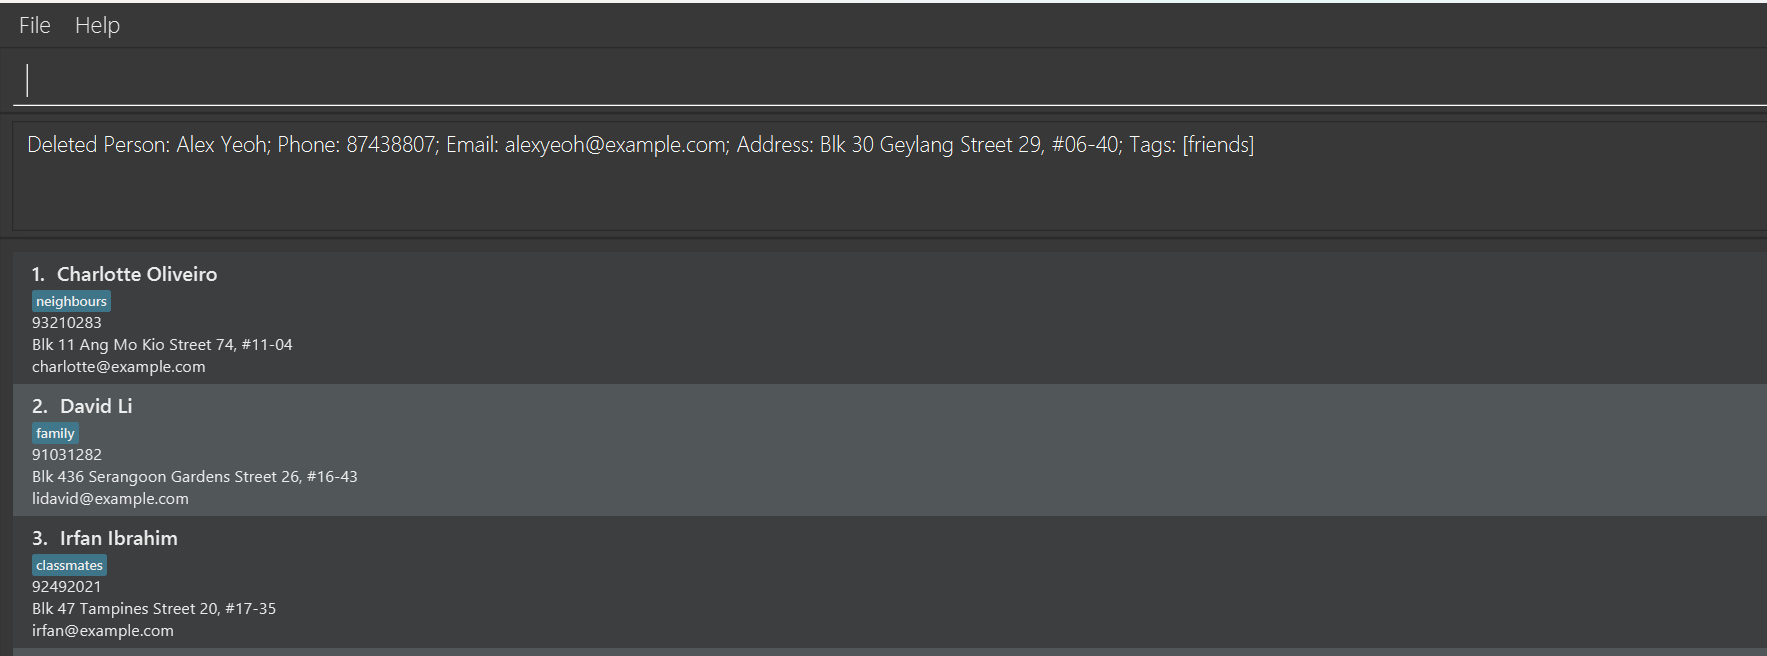 File Help
Deleted Person: Alex Yeoh; Phone: 87438807; Email: alexyeoh@example.com; Address: Blk 30 Geylang Street 29, #06-40; Tags: [friends]
1. Charlotte Oliveiro
neighbours
93210283
Blk 11 Ang Mo Kio Street 74, #11-04
charlotte@example.com
2. David Li
family
91031282
Blk 436 Serangoon Gardens Street 26, #16-43
lidavid@example.com
3. Irfan Ibrahim
classmates
92492021
Blk 47 Tampines Street 20, #17-35
irfan@example.com